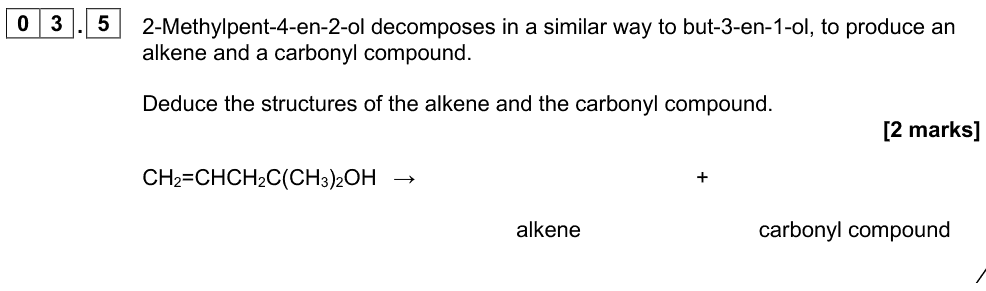 0 3 . 5 2-Methylpent-4-en-2-ol decomposes in a similar way to but-3-en-1-ol, to produce an
alkene and a carbonyl compound.
Deduce the structures of the alkene and the carbonyl compound.
[2 marks]
CH₂=CHCH₂C(CH₃)₂OH → +
alkene carbonyl compound